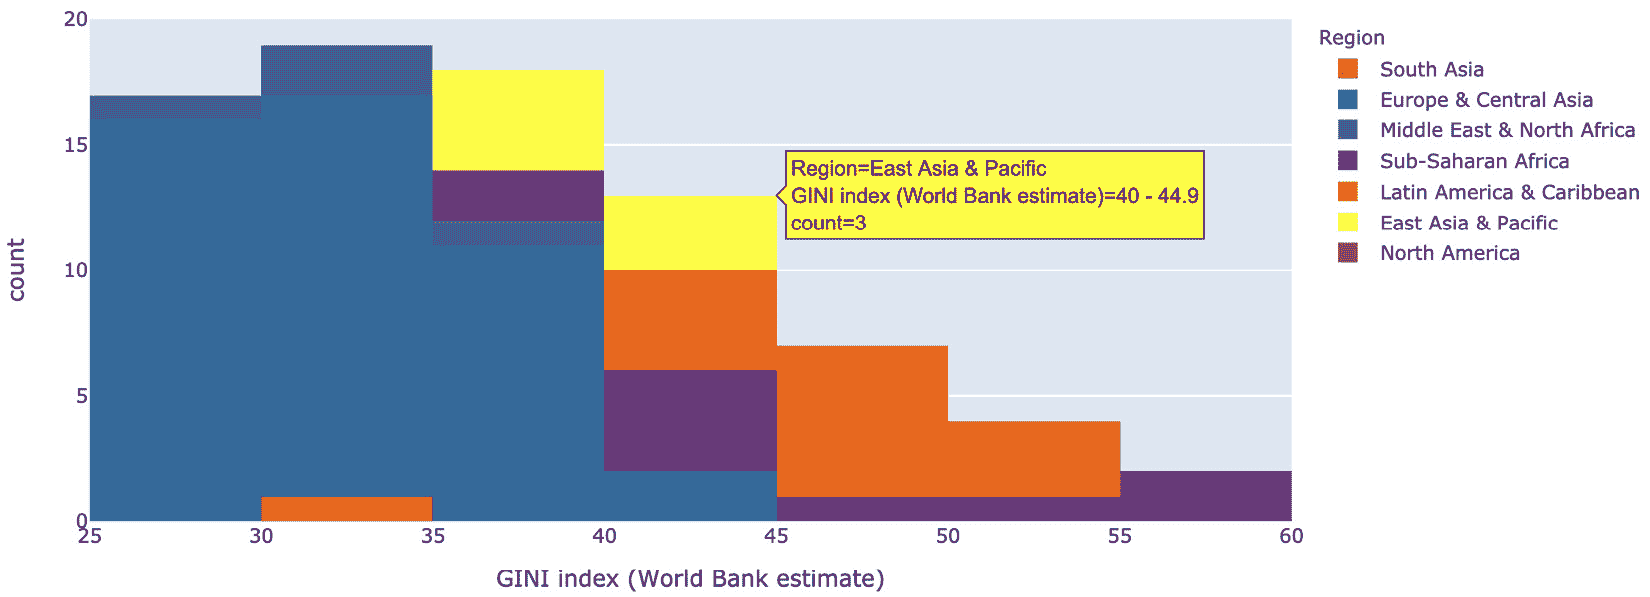 20
15
10
5
0
count
25 30 35 40 45 50 55 60
GINI index (World Bank estimate)
Region=East Asia & Pacific
GINI index (World Bank estimate)=40 - 44.9
count=3
Region
South Asia
Europe & Central Asia
Middle East & North Africa
Sub-Saharan Africa
Latin America & Caribbean
East Asia & Pacific
North America